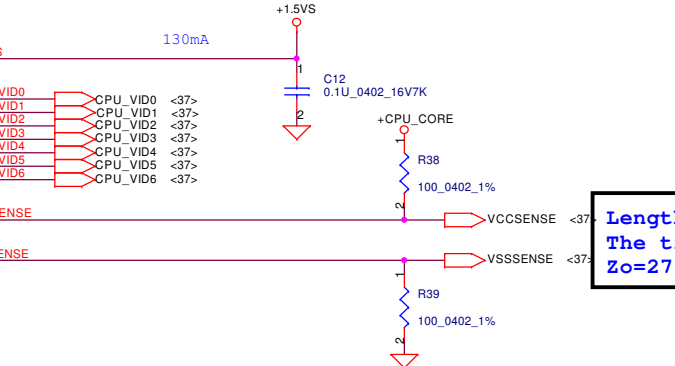 +1.5VS
130mA
S
1
C12
0.1U_0402_16V7K
2
VID0 CPU_VID0 <37>
VID1 CPU_VID1 <37>
VID2 CPU_VID2 <37>
VID3 CPU_VID3 <37>
VID4 CPU_VID4 <37>
VID5 CPU_VID5 <37>
VID6 CPU_VID6 <37>
+CPU_CORE
1
R38
100_0402_1%
2
ENSE VCCSENSE <37>
ENSE VSSSENSE <37>
1
R39
100_0402_1%
2
Lengt
The t
Zo=27